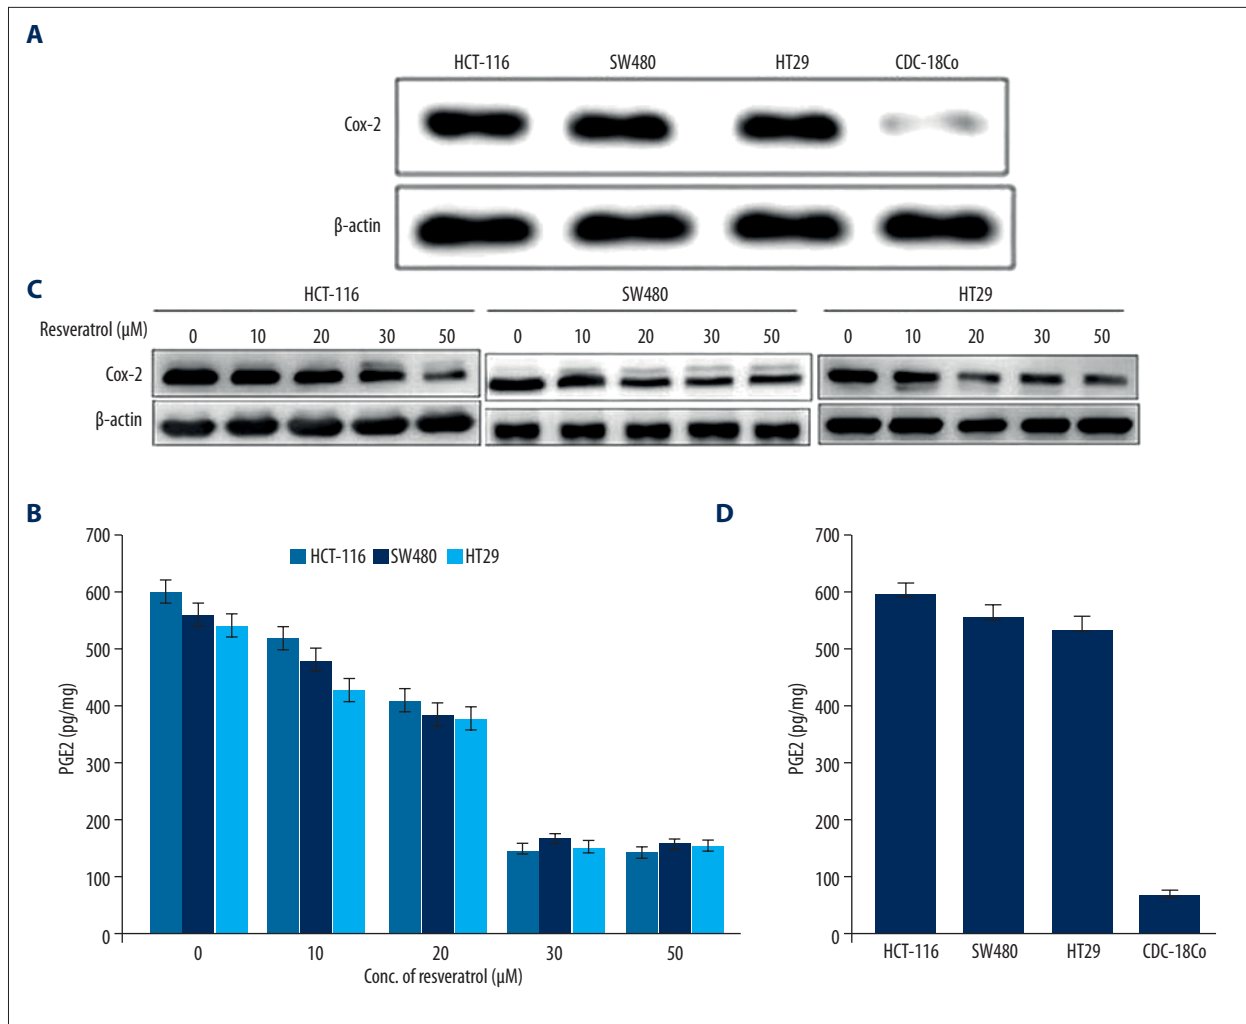 A
HCT-116 SW480 HT29 CDC-18Co
Cox-2
β-actin
C
HCT-116 SW480 HT29
Resveratrol (µM) 0 10 20 30 50 0 10 20 30 50 0 10 20 30 50
Cox-2
β-actin
B
700
600
500
400
300
200
100
0
PGE2 (pg/mg)
HCT-116 SW480 HT29
0 10 20 30 50
Conc. of resveratrol (µM)
D
700
600
500
400
300
200
100
0
PGE2 (pg/mg)
HCT-116 SW480 HT29 CDC-18Co